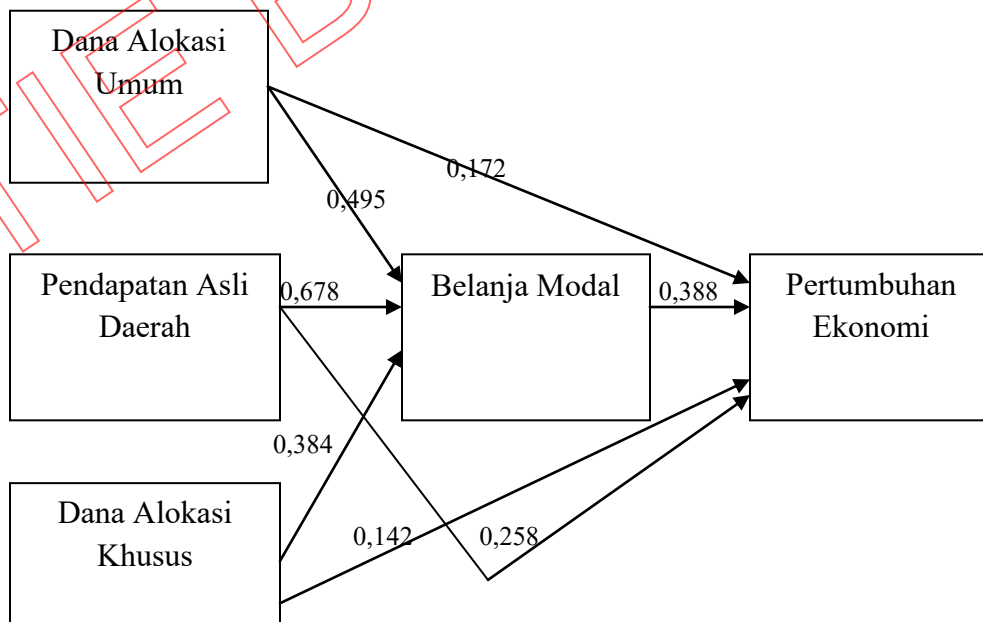 Dana Alokasi
Umum
0,172
0,495
Pendapatan Asli
Daerah
0,678
Belanja Modal
0,388
Pertumbuhan
Ekonomi
0,384
Dana Alokasi
Khusus
0,142
0,258